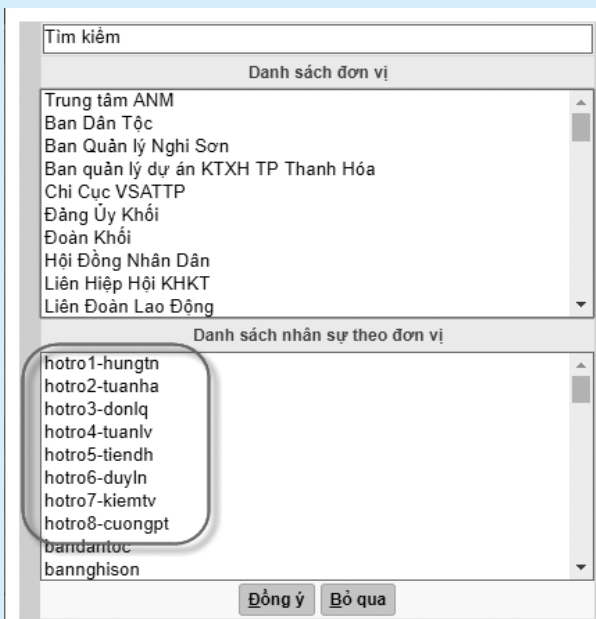 Tìm kiếm
Danh sách đơn vị
Trung tâm ANM
Ban Dân Tộc
Ban Quản lý Nghi Sơn
Ban quản lý dự án KTXH TP Thanh Hóa
Chi Cục VSATTP
Đảng Ủy Khối
Đoàn Khối
Hội Đồng Nhân Dân
Liên Hiệp Hội KHKT
Liên Đoàn Lao Động
Danh sách nhân sự theo đơn vị
hotro1-hungtn
hotro2-tuanha
hotro3-donlq
hotro4-tuanlv
hotro5-tiendh
hotro6-duyln
hotro7-kiemtv
hotro8-cuongpt
bandantoc
bannghison
Đồng ý Bỏ qua